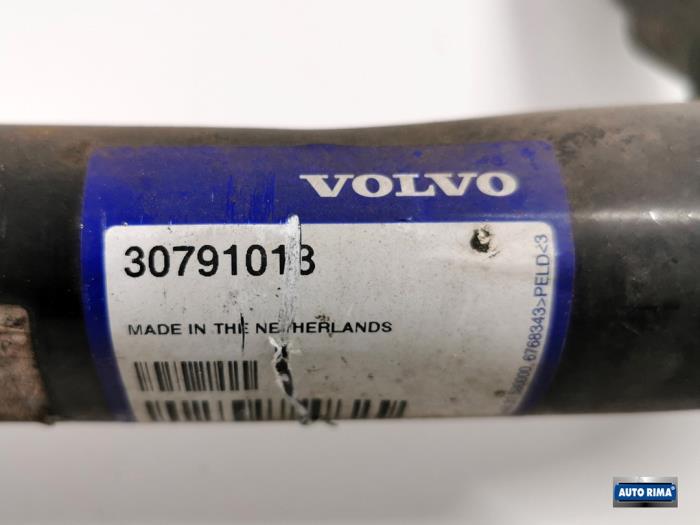 VOLVO
30791013
MADE IN THE NETHERLANDS
6768343>PELD<3
AUTO RIMA